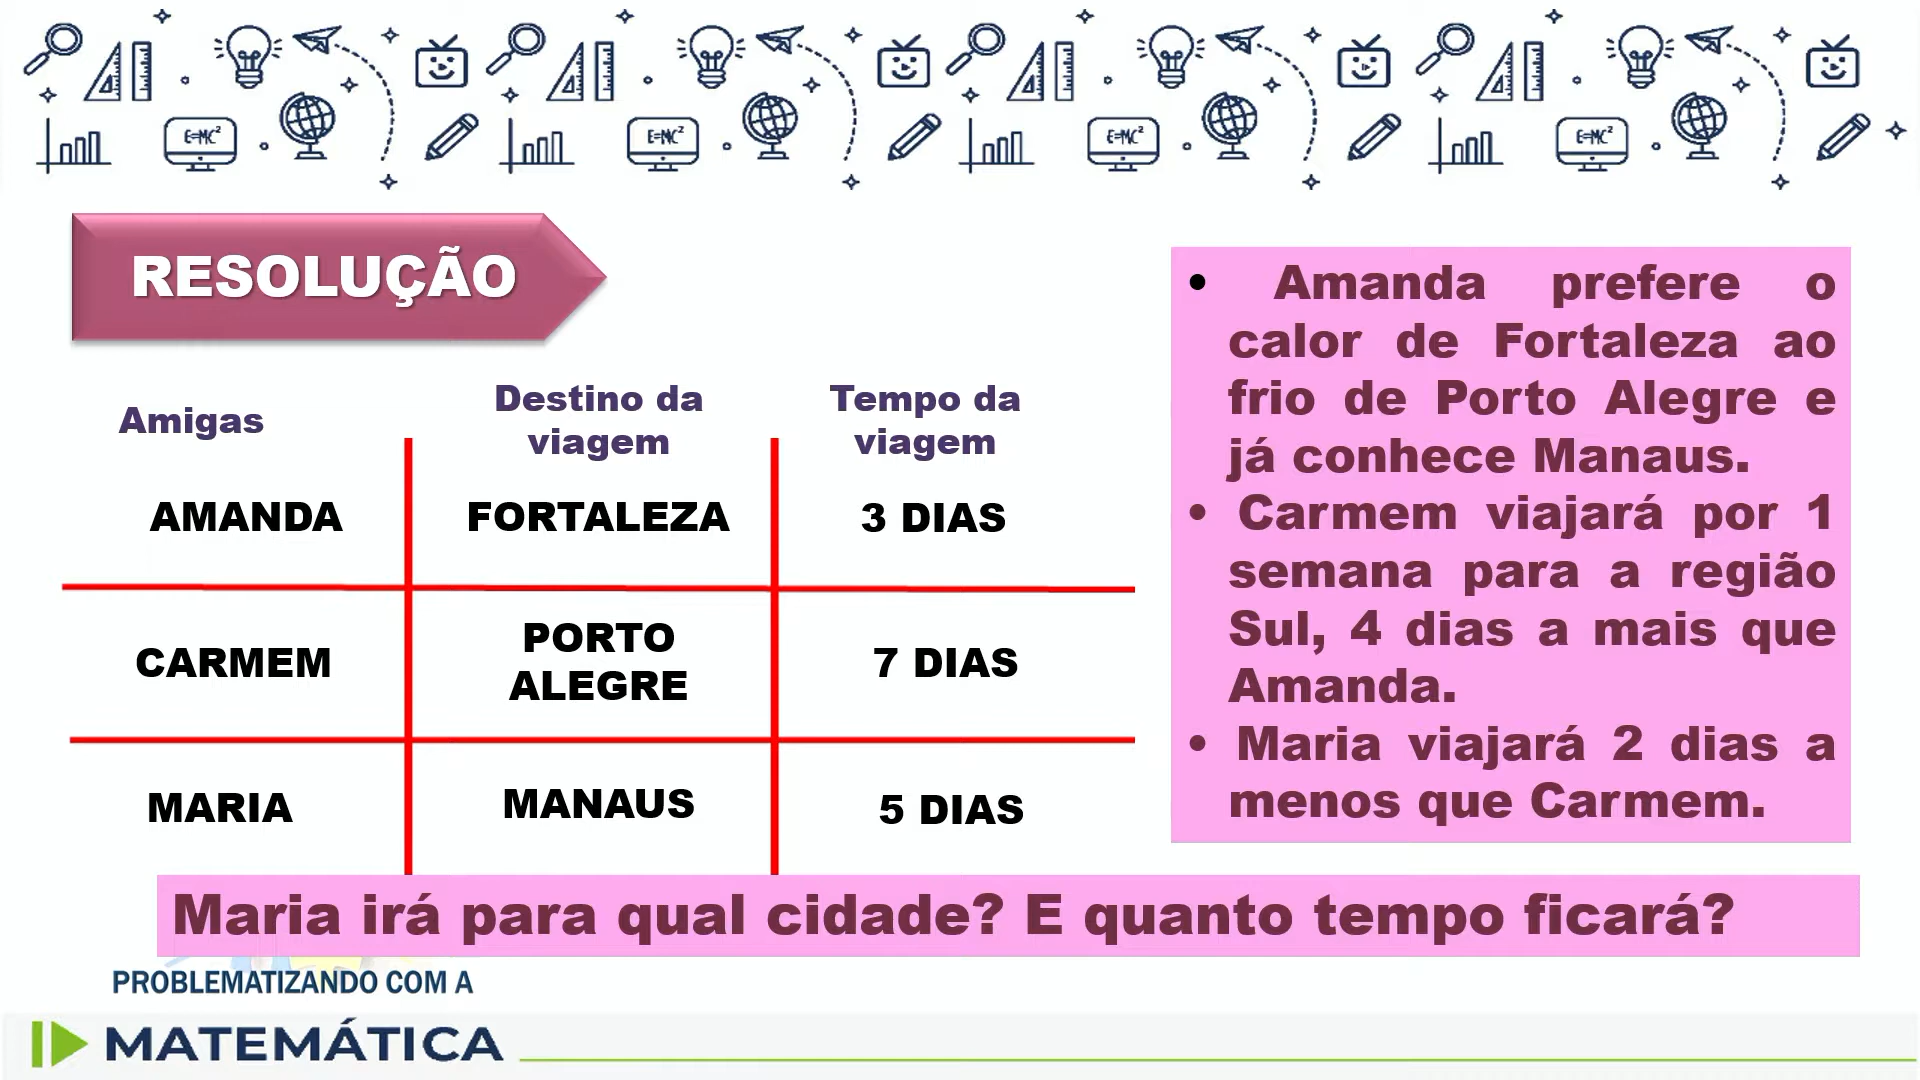 E=MC²
E=MC²
E=MC²
E=MC²
RESOLUÇÃO
Amigas
Destino da
viagem
Tempo da
viagem
AMANDA
FORTALEZA
3 DIAS
CARMEM
PORTO
ALEGRE
7 DIAS
MARIA
MANAUS
5 DIAS
• Amanda prefere o
calor de Fortaleza ao
frio de Porto Alegre e
já conhece Manaus.
• Carmem viajará por 1
semana para a região
Sul, 4 dias a mais que
Amanda.
• Maria viajará 2 dias a
menos que Carmem.
Maria irá para qual cidade? E quanto tempo ficará?
PROBLEMATIZANDO COM A
MATEMÁTICA